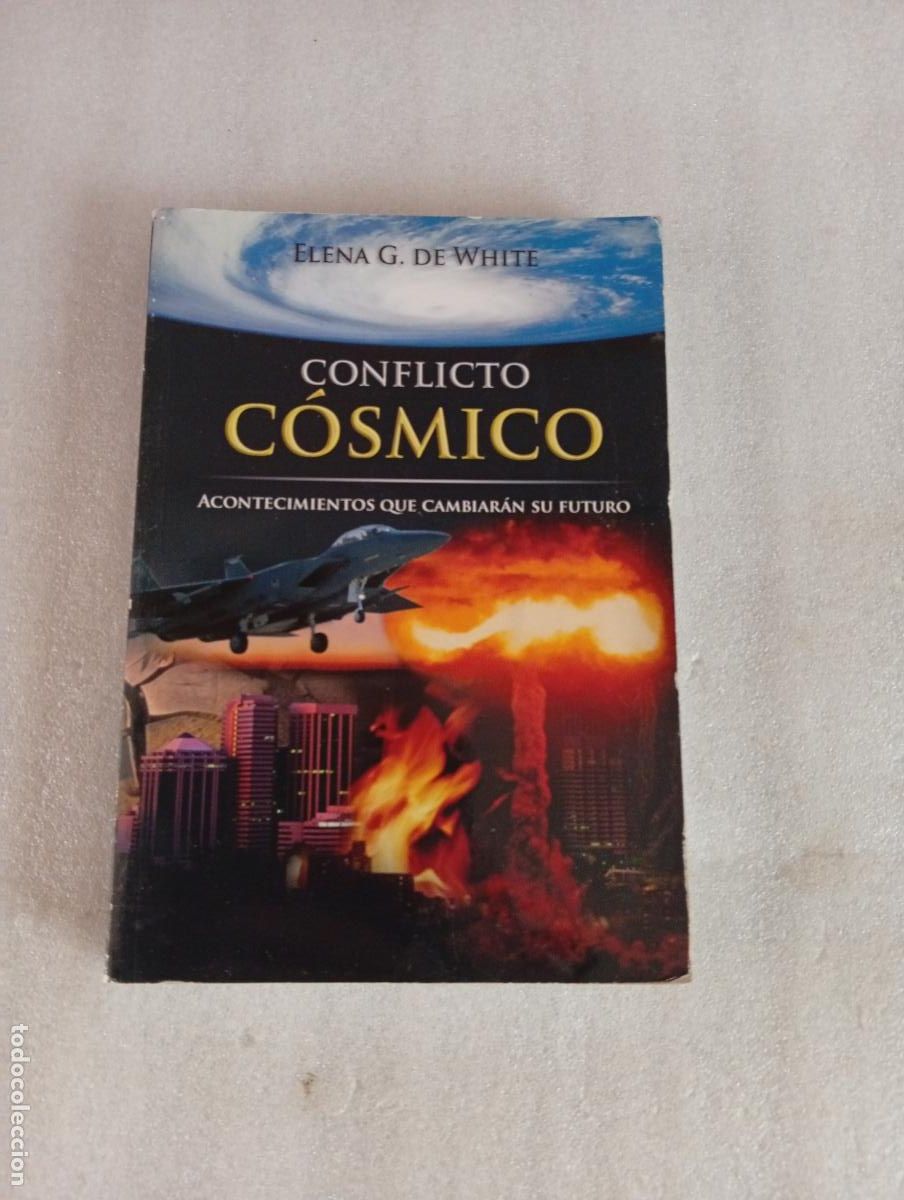 ELENA G. DE WHITE
CONFLICTO
CÓSMICO
ACONTECIMIENTOS QUE CAMBIARÁN SU FUTURO
todocoleccion